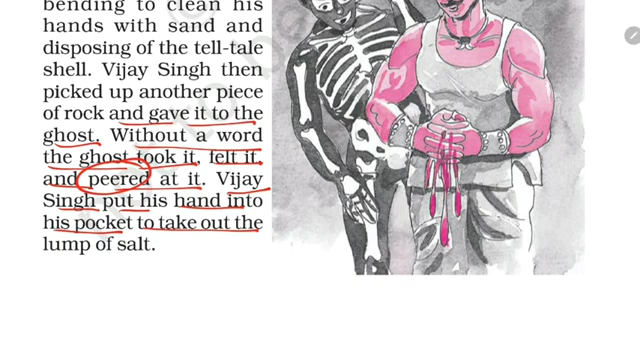 bending to clean his
hands with sand and
disposing of the tell-tale
shell. Vijay Singh then
picked up another piece
of rock and gave it to the
ghost. Without a word
the ghost took it, felt it,
and peered at it. Vijay
Singh put his hand into
his pocket to take out the
lump of salt.